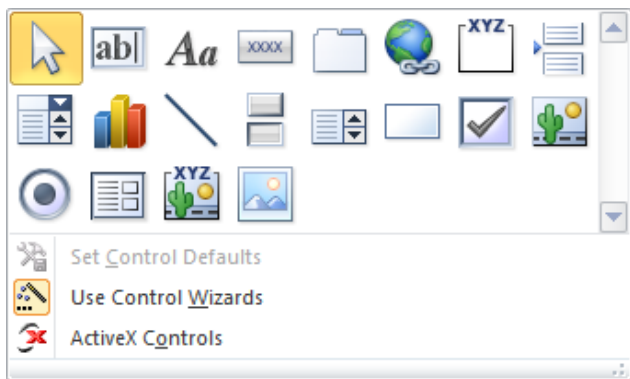 ab Aa XXXX XYZ
XYZ
Set Control Defaults
Use Control Wizards
ActiveX Controls